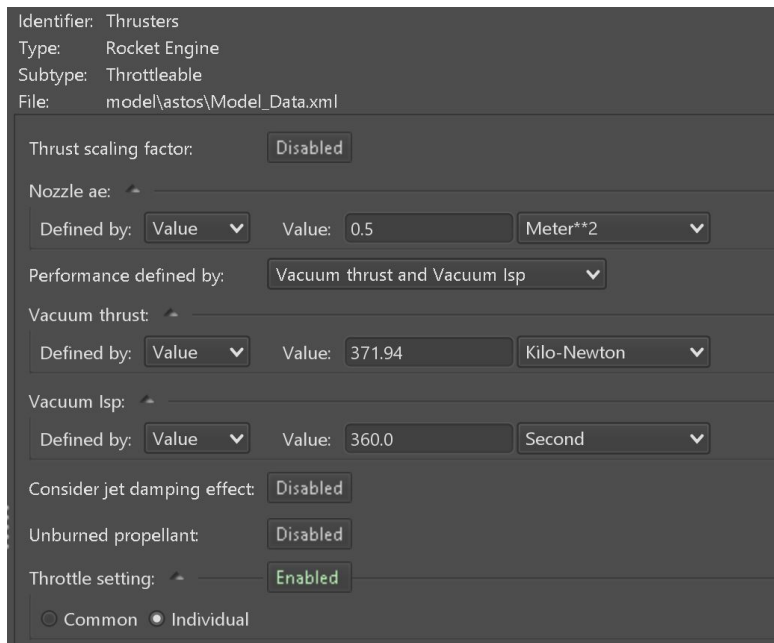 Identifier: Thrusters
Type: Rocket Engine
Subtype: Throttleable
File: model\astos\Model_Data.xml
Thrust scaling factor: Disabled
Nozzle ae:
Defined by: Value Value: 0.5 Meter**2
Performance defined by: Vacuum thrust and Vacuum Isp
Vacuum thrust:
Defined by: Value Value: 371.94 Kilo-Newton
Vacuum Isp:
Defined by: Value Value: 360.0 Second
Consider jet damping effect: Disabled
Unburned propellant: Disabled
Throttle setting: Enabled
Common Individual